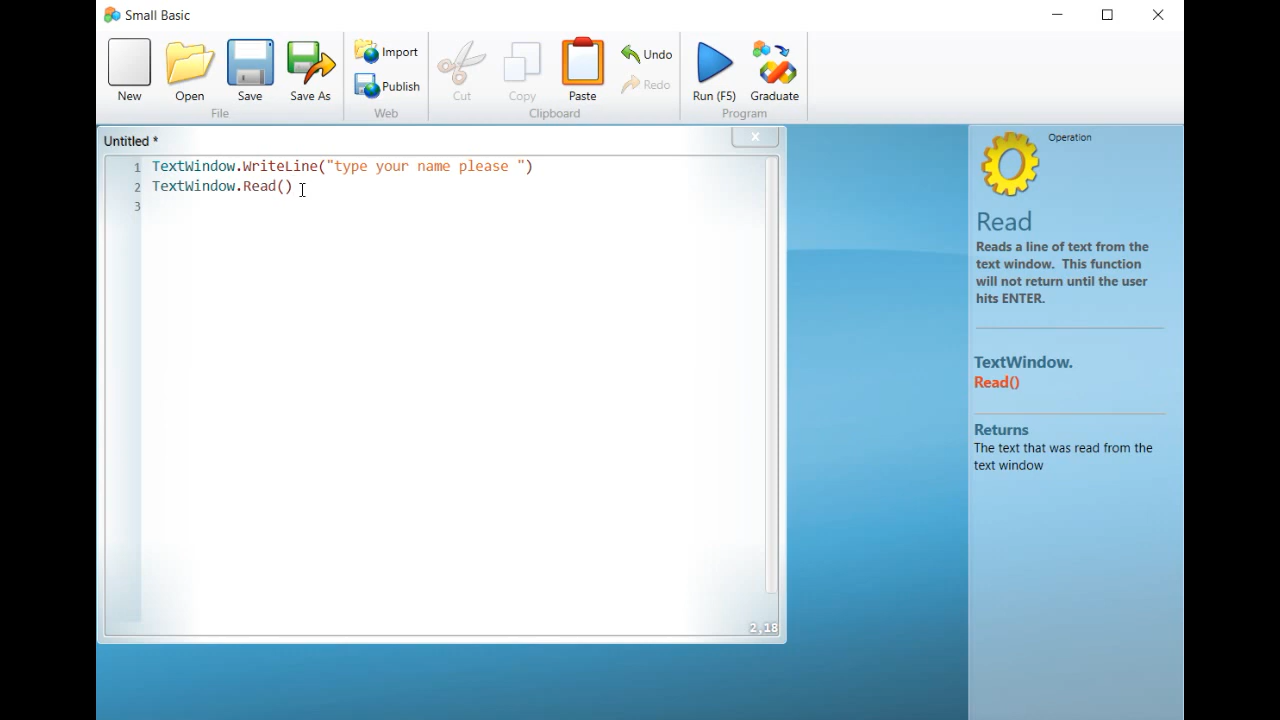 Small Basic
New
Open
Save
Save As
File
Import
Publish
Web
Cut
Copy
Paste
Undo
Redo
Clipboard
Run (F5)
Graduate
Program
Untitled *
1 TextWindow.WriteLine("type your name please ")
2 TextWindow.Read()
3
2,18
Operation
Read
Reads a line of text from the
text window. This function
will not return until the user
hits ENTER.
TextWindow.
Read()
Returns
The text that was read from the
text window